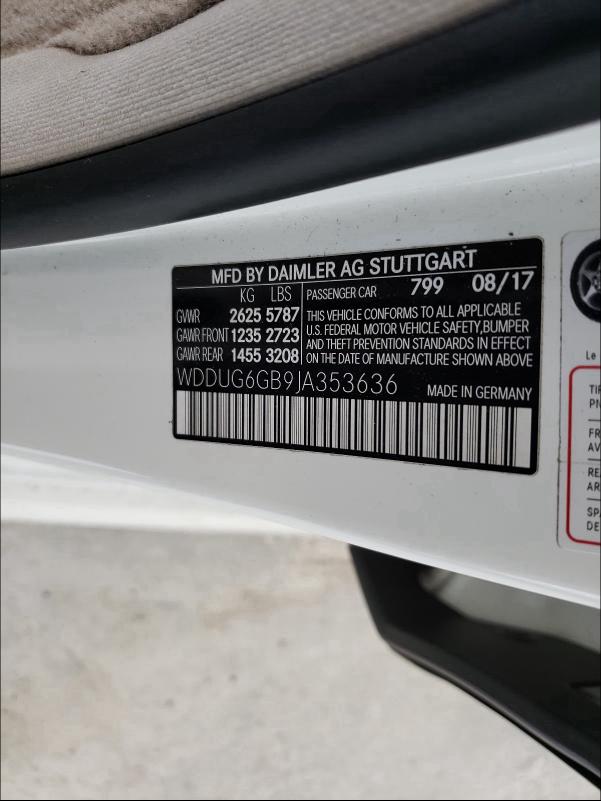 MFD BY DAIMLER AG STUTTGART
KG LBS PASSENGER CAR 799 08/17
GVWR 2625 5787 THIS VEHICLE CONFORMS TO ALL APPLICABLE
GAWR FRONT 1235 2723 U.S. FEDERAL MOTOR VEHICLE SAFETY,BUMPER
AND THEFT PREVENTION STANDARDS IN EFFECT
GAWR REAR 1455 3208 ON THE DATE OF MANUFACTURE SHOWN ABOVE
WDDUG6GB9JA353636 MADE IN GERMANY
Le